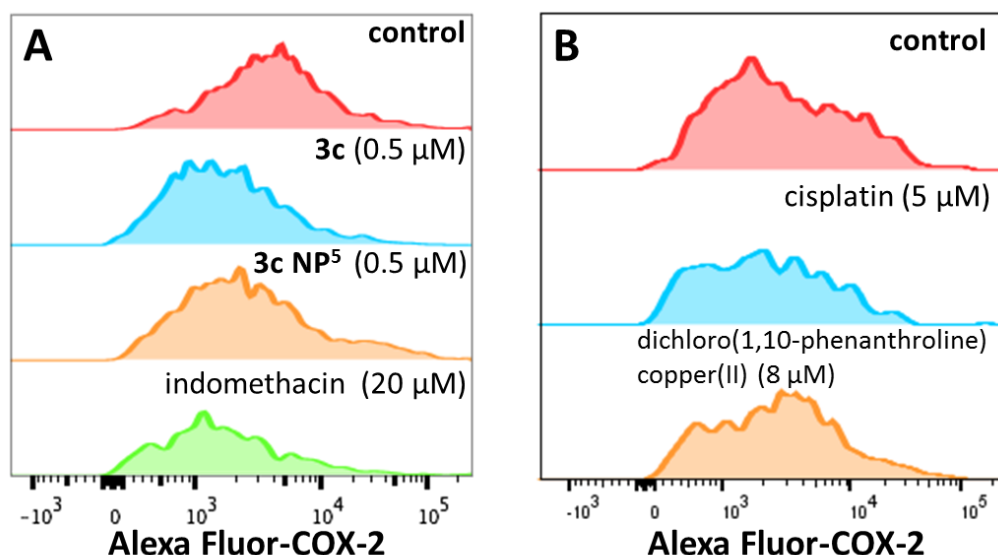 A
control
3c (0.5 µM)
3c NP⁵ (0.5 µM)
indomethacin (20 µM)
-10³ 0 10³ 10⁴ 10⁵
Alexa Fluor-COX-2
B
control
cisplatin (5 µM)
dichloro(1,10-phenanthroline)
copper(II) (8 µM)
-10³ 0 10³ 10⁴ 10⁵
Alexa Fluor-COX-2